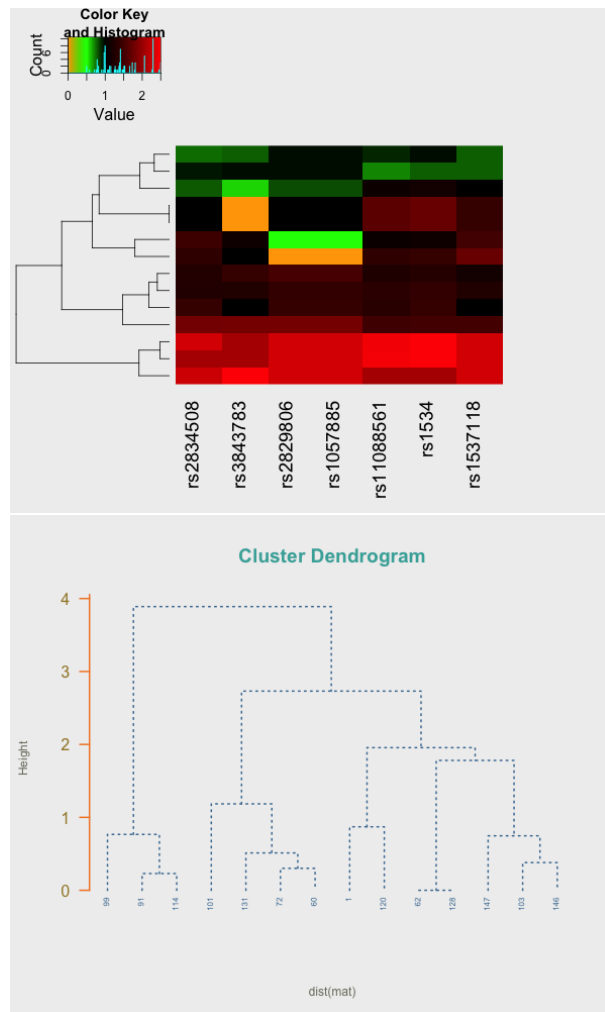 Color Key
and Histogram
Count
0 6
0 1 2
Value
rs2834508
rs3843783
rs2829806
rs1057885
rs11088561
rs1534
rs1537118
Cluster Dendrogram
Height
4
3
2
1
0
99 91 114 101 131 72 60 1 120 62 128 147 103 146
dist(mat)